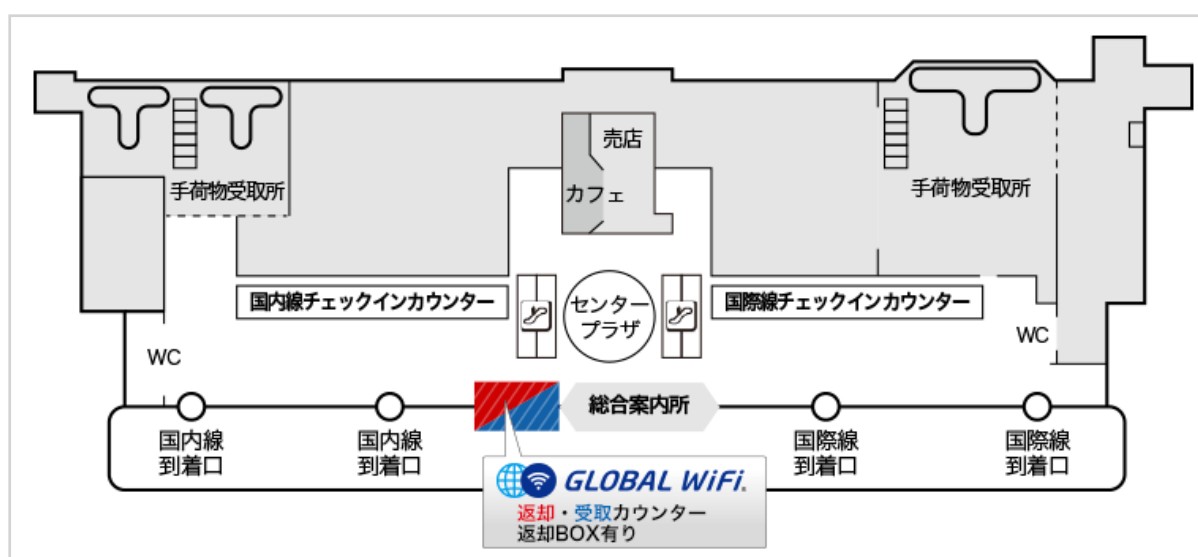 売店
カフェ
手荷物受取所
手荷物受取所
国内線チェックインカウンター
センター
プラザ
国際線チェックインカウンター
WC
WC
総合案内所
国内線
到着口
国内線
到着口
国際線
到着口
国際線
到着口
GLOBAL WiFi®
返却・受取カウンター
返却BOX有り